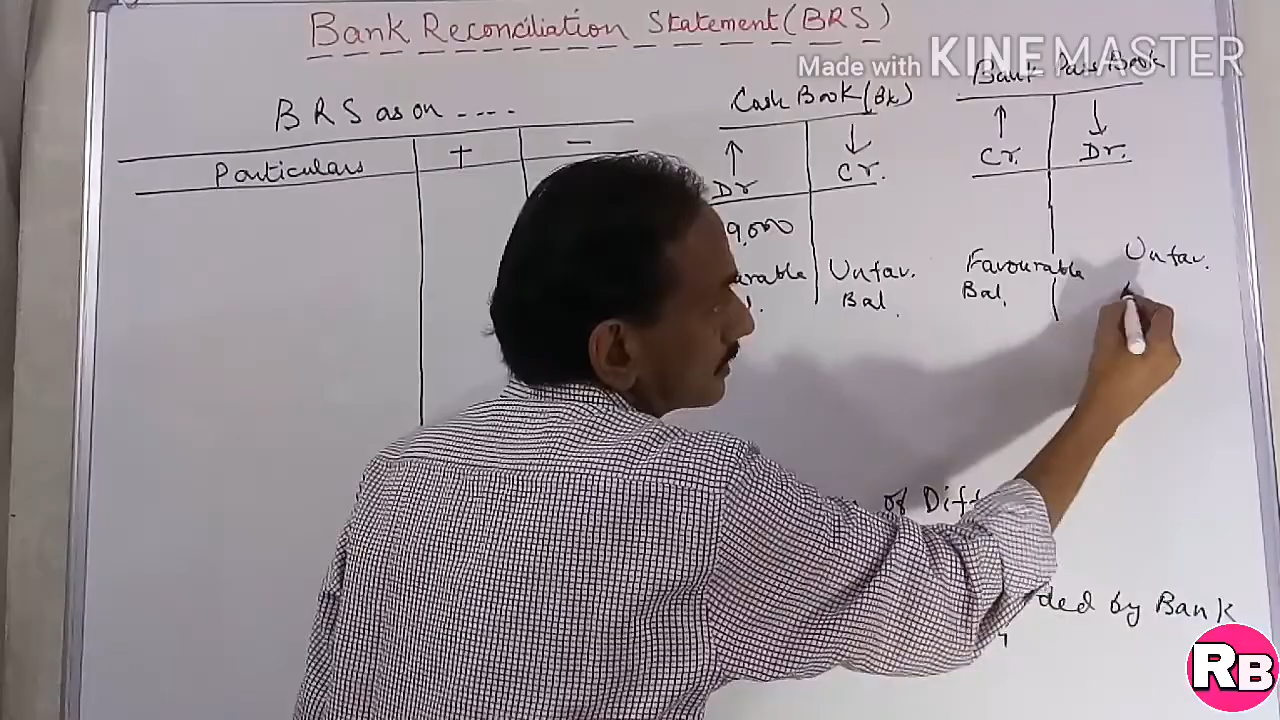 Bank Reconciliation Statement (BRS)
Made with KINEMASTER
BRS as on ....
Particulars + −
Cash Book (Bk)
Dr Cr.
9,000
arable Unfav.
Bal.
Bank Pass Book
Cr. Dr.
Favourable Unfav.
Bal.
of Diff
ded by Bank
RB